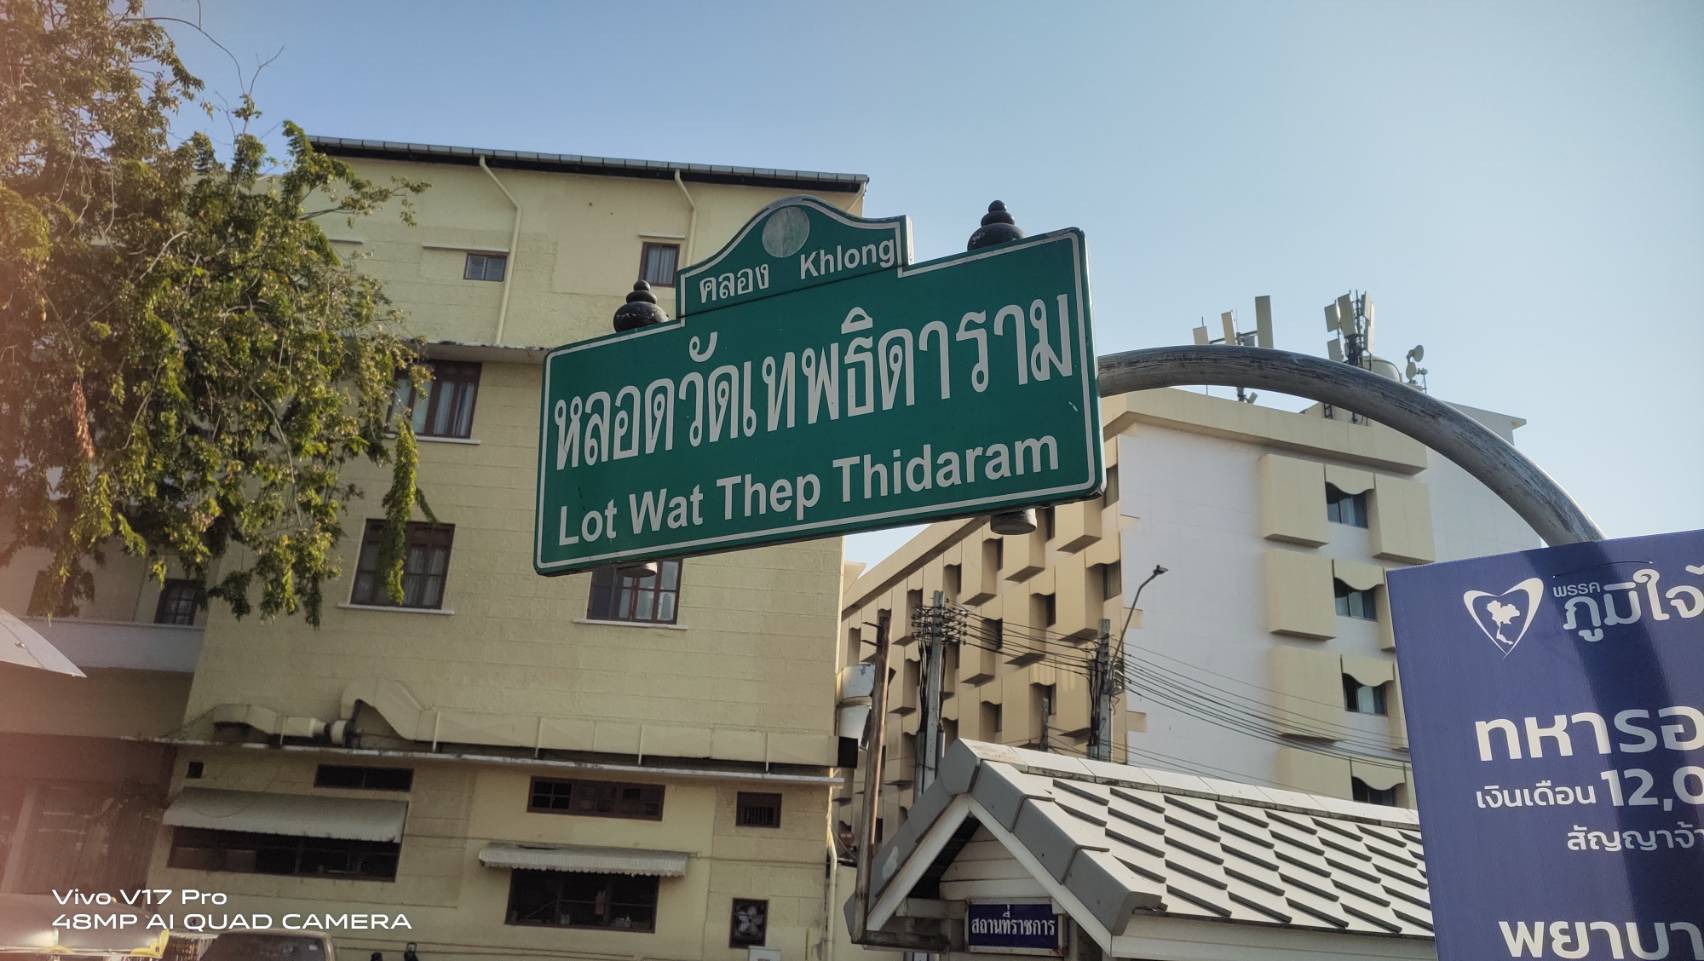 คลอง Khlong
หลอดวัดเทพธิดาราม
Lot Wat Thep Thidaram
พรรค
ภูมิใจ
ทหารอ
เงินเดือน 12,0
สัญญาจ้า
พยาบา
สถานที่ราชการ
Vivo V17 Pro
48MP AI QUAD CAMERA